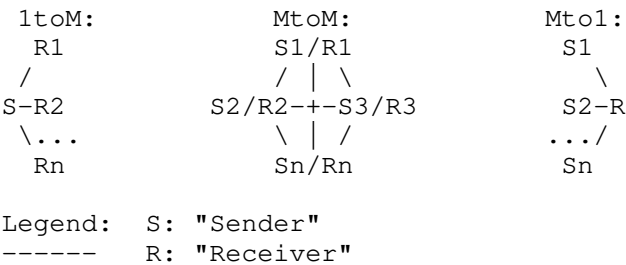 1toM:               MtoM:               Mto1:
  R1                 S1/R1                S1
 /                   / | \                  \
S-R2             S2/R2-+-S3/R3            S2-R
 \...                \ | /               .../
  Rn                 Sn/Rn                Sn

Legend:  S: "Sender"
------   R: "Receiver"